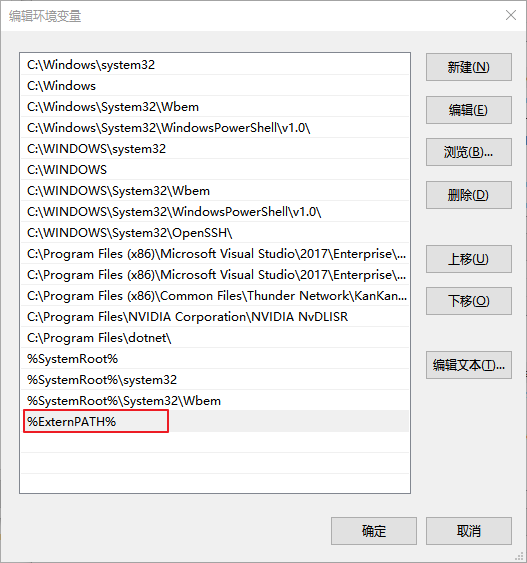 编辑环境变量
C:\Windows\system32
C:\Windows
C:\Windows\System32\Wbem
C:\Windows\System32\WindowsPowerShell\v1.0\
C:\WINDOWS\system32
C:\WINDOWS
C:\WINDOWS\System32\Wbem
C:\WINDOWS\System32\WindowsPowerShell\v1.0\
C:\WINDOWS\System32\OpenSSH\
C:\Program Files (x86)\Microsoft Visual Studio\2017\Enterprise\...
C:\Program Files (x86)\Microsoft Visual Studio\2017\Enterprise\...
C:\Program Files (x86)\Common Files\Thunder Network\KanKan...
C:\Program Files\NVIDIA Corporation\NVIDIA NvDLISR
C:\Program Files\dotnet\
%SystemRoot%
%SystemRoot%\system32
%SystemRoot%\System32\Wbem
%ExternPATH%
新建(N)
编辑(E)
浏览(B)...
删除(D)
上移(U)
下移(O)
编辑文本(T)...
确定
取消